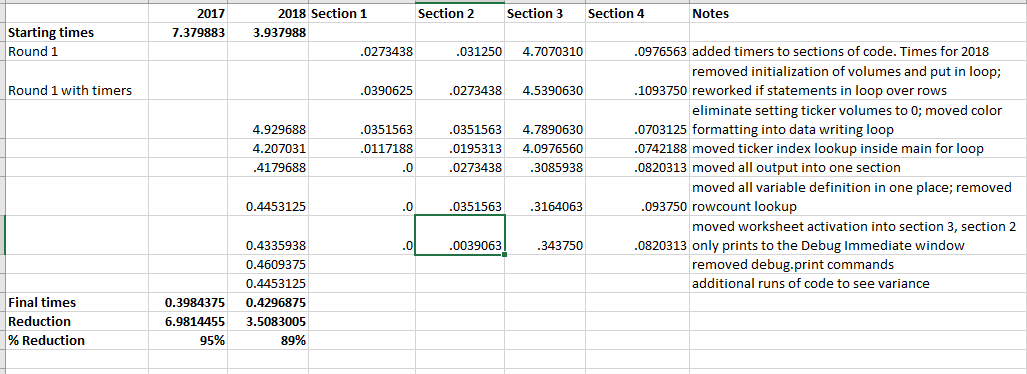 2017 2018 Section 1 Section 2 Section 3 Section 4 Notes
Starting times 7.379883 3.937988
Round 1 .0273438 .031250 4.7070310 .0976563 added timers to sections of code. Times for 2018
removed initialization of volumes and put in loop;
Round 1 with timers .0390625 .0273438 4.5390630 .1093750 reworked if statements in loop over rows
eliminate setting ticker volumes to 0; moved color
4.929688 .0351563 .0351563 4.7890630 .0703125 formatting into data writing loop
4.207031 .0117188 .0195313 4.0976560 .0742188 moved ticker index lookup inside main for loop
.4179688 .0 .0273438 .3085938 .0820313 moved all output into one section
moved all variable definition in one place; removed
0.4453125 .0 .0351563 .3164063 .093750 rowcount lookup
moved worksheet activation into section 3, section 2
0.4335938 .0 .0039063 .343750 .0820313 only prints to the Debug Immediate window
0.4609375 removed debug.print commands
0.4453125 additional runs of code to see variance
Final times 0.3984375 0.4296875
Reduction 6.9814455 3.5083005
% Reduction 95% 89%